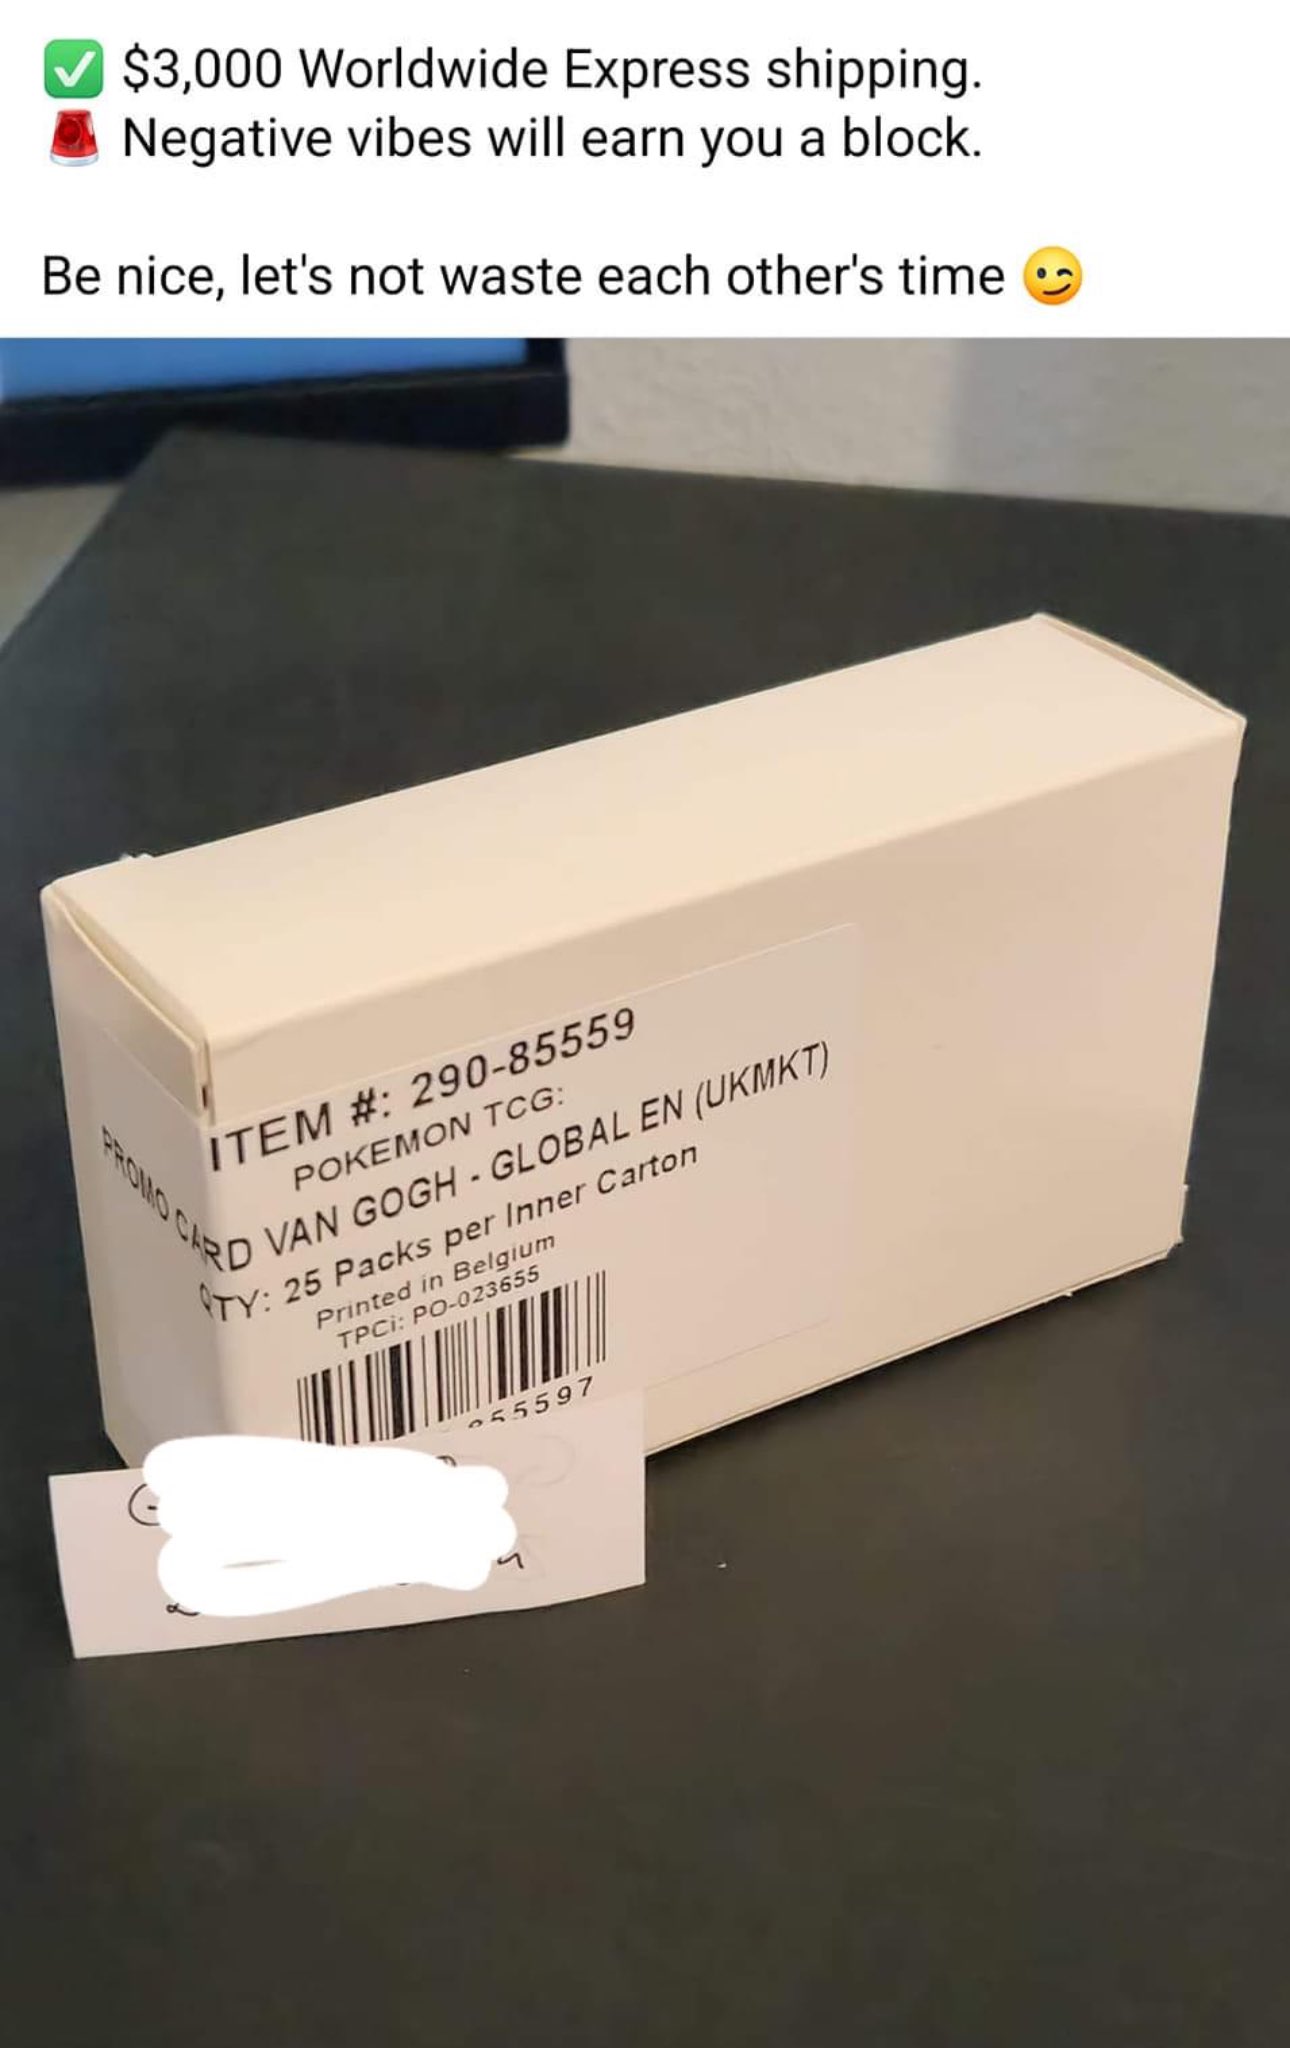 ✅ $3,000 Worldwide Express shipping.
🚨 Negative vibes will earn you a block.
Be nice, let's not waste each other's time 😉
ITEM #: 290-85559
POKEMON TCG:
PROMO CARD VAN GOGH - GLOBAL EN (UKMKT)
QTY: 25 Packs per Inner Carton
Printed in Belgium
TPCi: PO-023655
55597